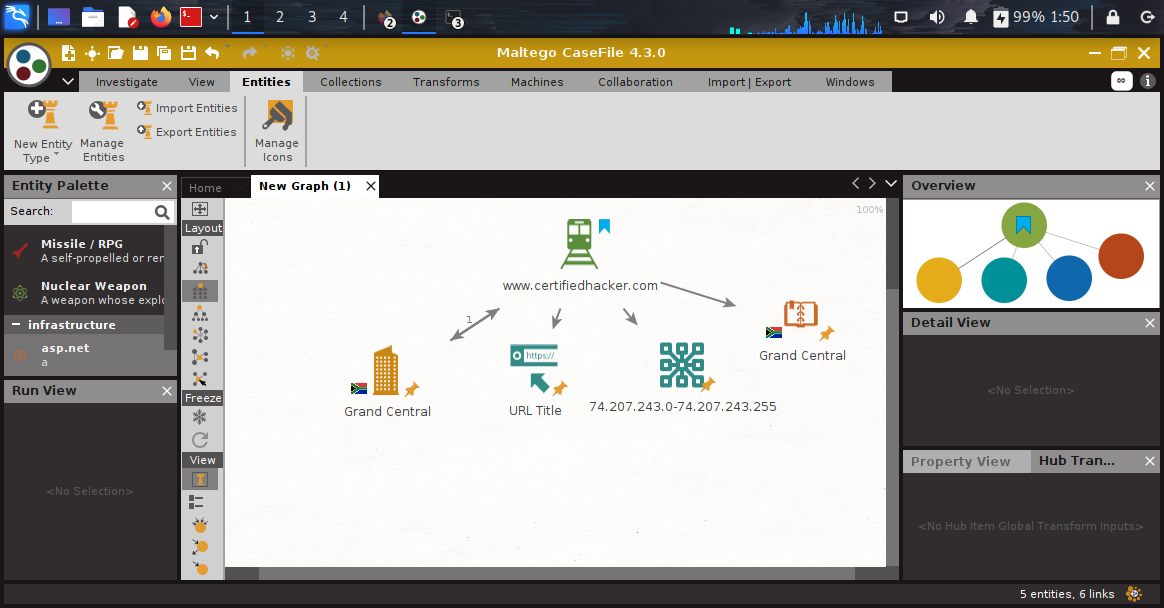 1 2 3 4 2 3 99% 1:50
Maltego CaseFile 4.3.0
Investigate View Entities Collections Transforms Machines Collaboration Import | Export Windows
New Entity Type
Manage Entities
Import Entities
Export Entities
Manage Icons
Entity Palette
Search:
Missile / RPG
A self-propelled or rem
Nuclear Weapon
A weapon whose explo
infrastructure
asp.net
a
Run View
<No Selection>
Home New Graph (1)
Layout
Freeze
View
100%
www.certifiedhacker.com
1
Grand Central
https://
URL Title
74.207.243.0-74.207.243.255
Grand Central
Overview
Detail View
<No Selection>
Property View Hub Tran...
<No Hub Item Global Transform Inputs>
5 entities, 6 links